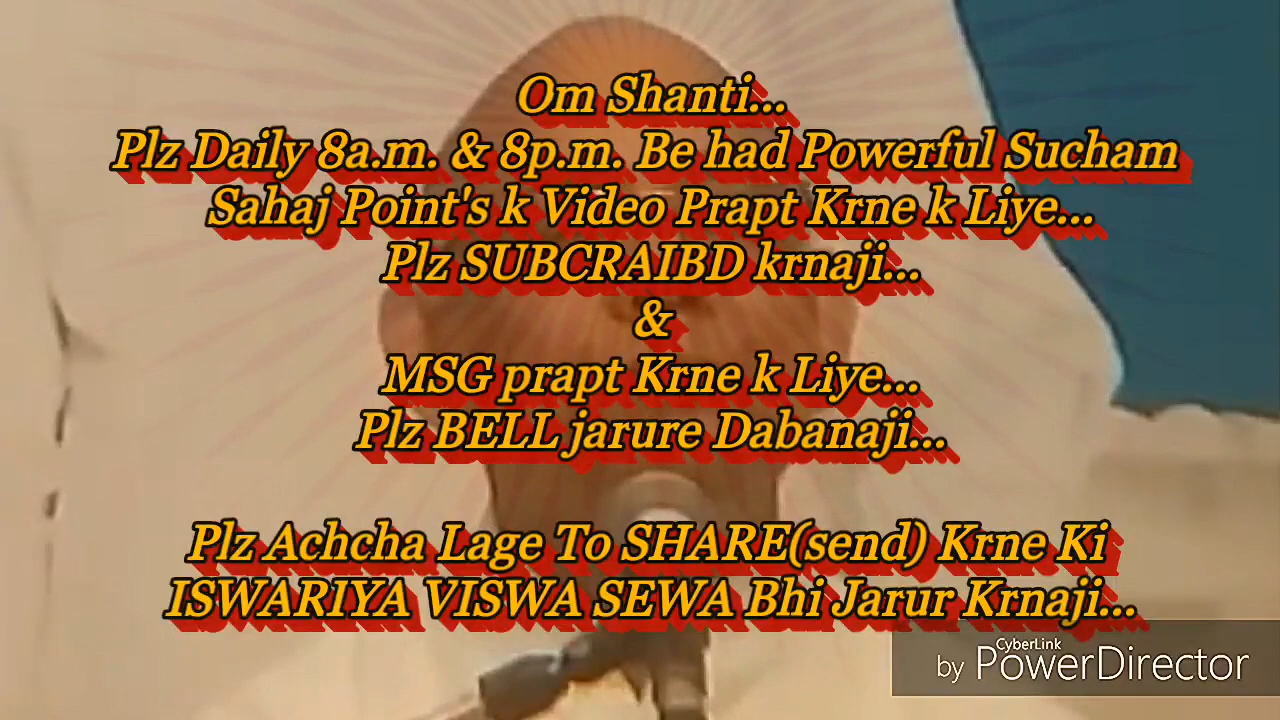 Om Shanti...
Plz Daily 8a.m. & 8p.m. Be had Powerful Sucham
Sahaj Point's k Video Prapt Krne k Liye...
Plz SUBCRAIBD krnaji...
&
MSG prapt Krne k Liye...
Plz BELL jarure Dabanaji...
Plz Achcha Lage To SHARE(send) Krne Ki
ISWARIYA VISWA SEWA Bhi Jarur Krnaji...
CyberLink
by PowerDirector